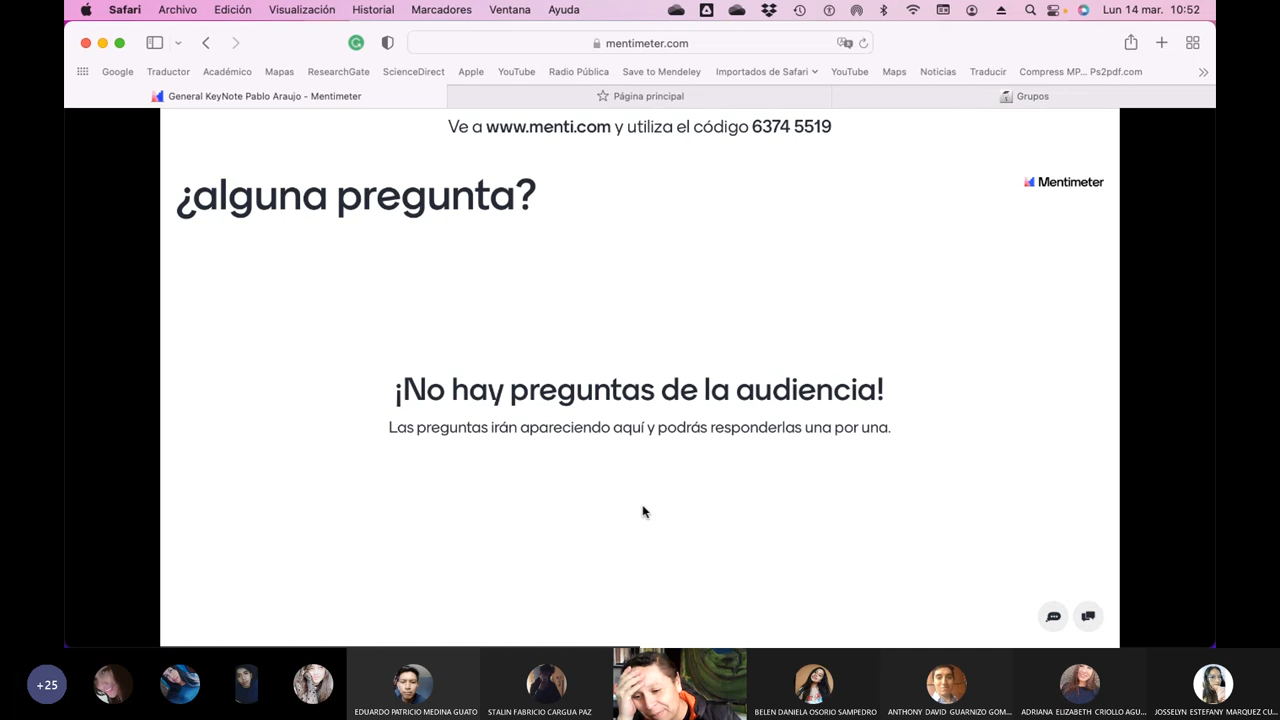 Safari Archivo Edición Visualización Historial Marcadores Ventana Ayuda Lun 14 mar. 10:52
mentimeter.com
Google Traductor Académico Mapas ResearchGate ScienceDirect Apple YouTube Radio Pública Save to Mendeley Importados de Safari YouTube Maps Noticias Traducir Compress MP... Ps2pdf.com
General KeyNote Pablo Araujo - Mentimeter Página principal Grupos
Ve a www.menti.com y utiliza el código 6374 5519
¿alguna pregunta?
Mentimeter
¡No hay preguntas de la audiencia!
Las preguntas irán apareciendo aquí y podrás responderlas una por una.
+25
EDUARDO PATRICIO MEDINA GUATO STALIN FABRICIO CARGUA PAZ BELEN DANIELA OSORIO SAMPEDRO ANTHONY DAVID GUARNIZO GOM... ADRIANA ELIZABETH CRIOLLO AGU... JOSSELYN ESTEFANY MARQUEZ CU...